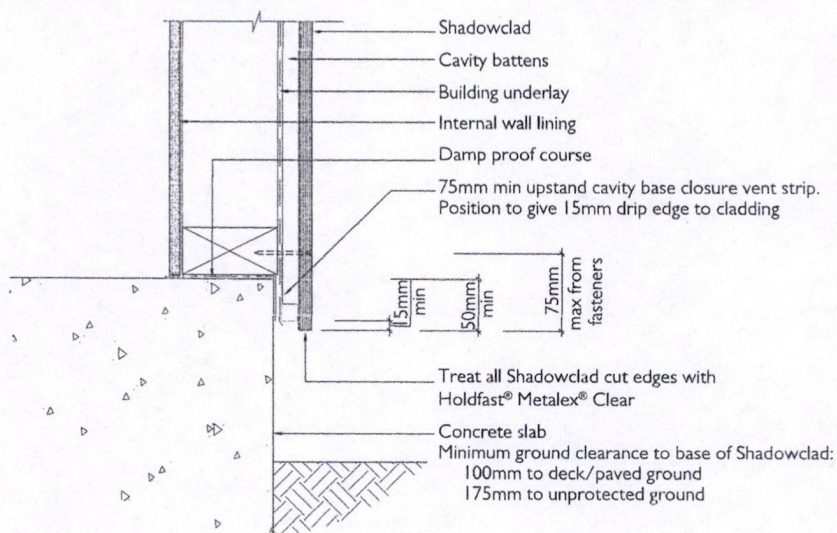 Shadowclad
Cavity battens
Building underlay
Internal wall lining
Damp proof course
75mm min upstand cavity base closure vent strip.
Position to give 15mm drip edge to cladding
15mm
min
50mm
min
75mm
max from
fasteners
Treat all Shadowclad cut edges with
Holdfast® Metalex® Clear
Concrete slab
Minimum ground clearance to base of Shadowclad:
100mm to deck/paved ground
175mm to unprotected ground